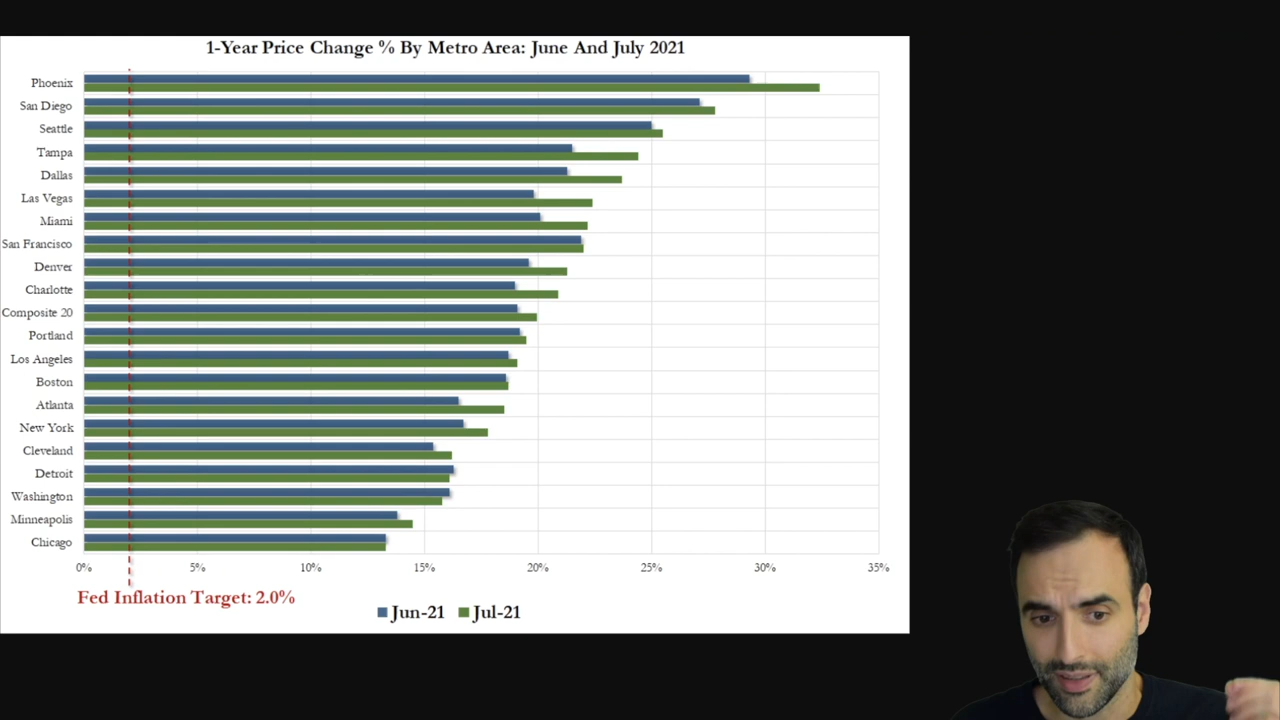 1-Year Price Change % By Metro Area: June And July 2021
Phoenix
San Diego
Seattle
Tampa
Dallas
Las Vegas
Miami
San Francisco
Denver
Charlotte
Composite 20
Portland
Los Angeles
Boston
Atlanta
New York
Cleveland
Detroit
Washington
Minneapolis
Chicago
0% 5% 10% 15% 20% 25% 30% 35%
Fed Inflation Target: 2.0%
Jun-21 Jul-21